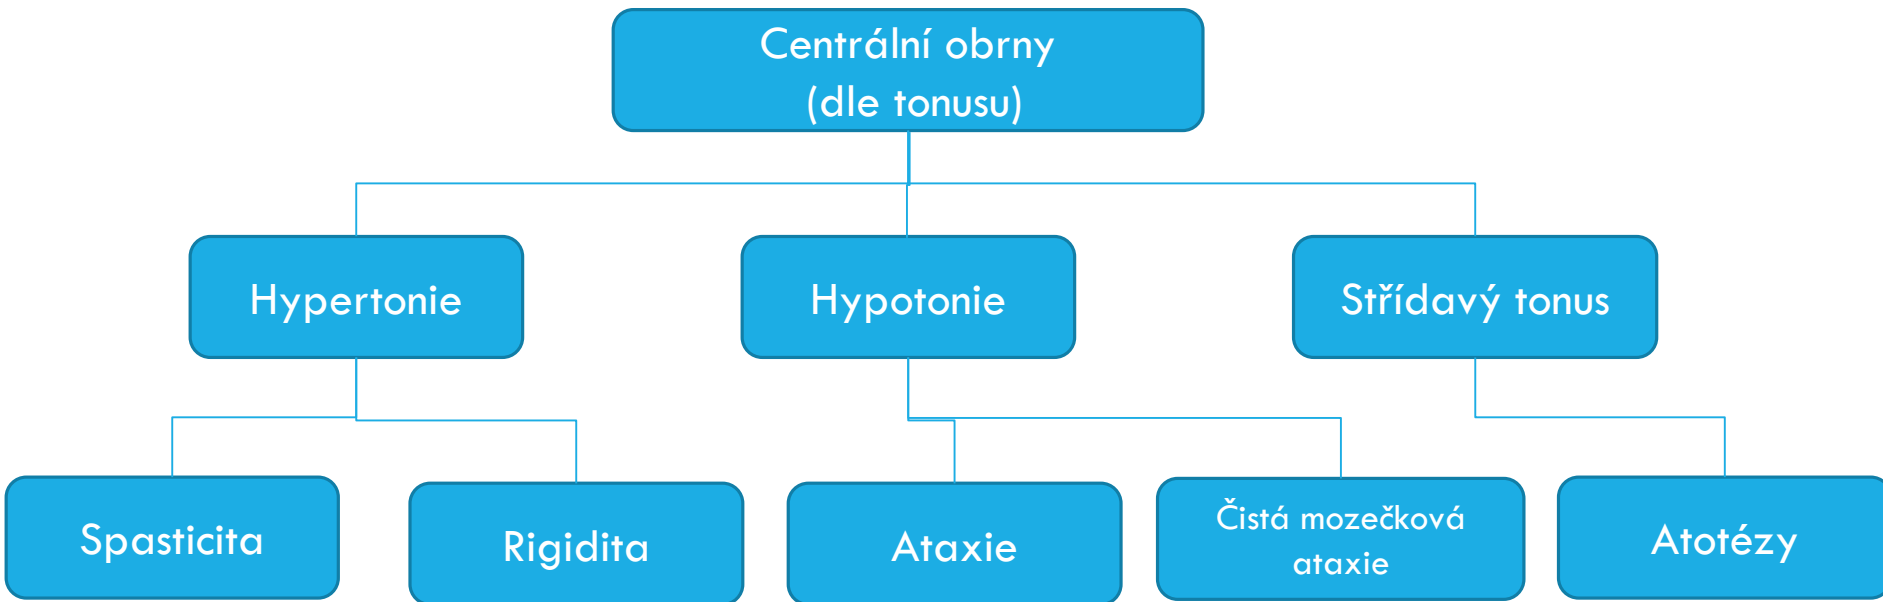 Centrální obrny
(dle tonusu)
Hypertonie
Hypotonie
Střídavý tonus
Spasticita
Rigidita
Ataxie
Čistá mozečková
ataxie
Atotézy